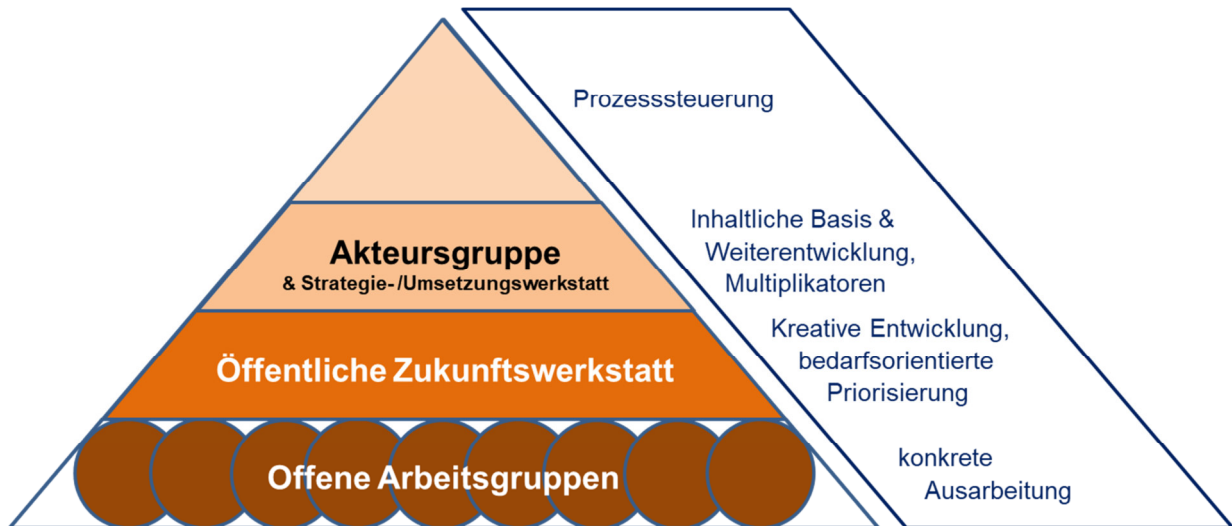 Prozesssteuerung
Akteursgruppe
& Strategie-/Umsetzungswerkstatt
Inhaltliche Basis &
Weiterentwicklung,
Multiplikatoren
Öffentliche Zukunftswerkstatt
Kreative Entwicklung,
bedarfsorientierte
Priorisierung
Offene Arbeitsgruppen
konkrete
Ausarbeitung